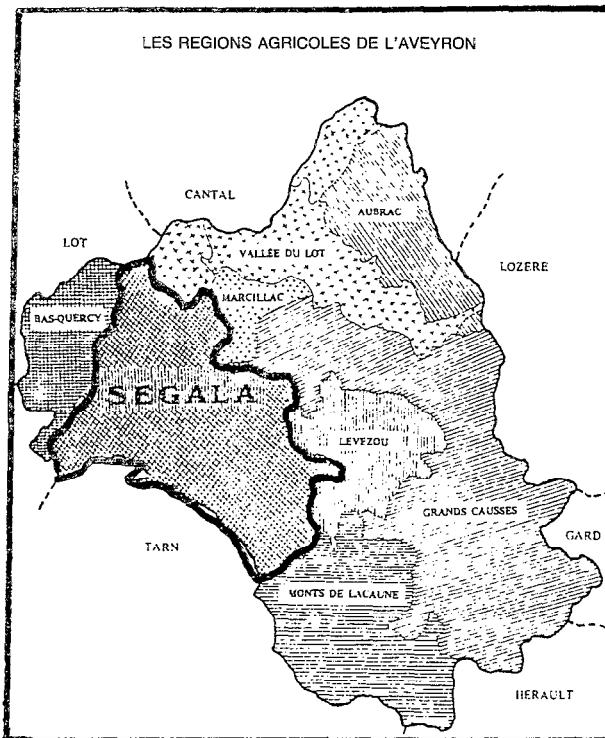 LES REGIONS AGRICOLES DE L'AVEYRON
CANTAL
AUBRAC
LOT
VALLÉE DU LOT
LOZERE
MARCILLAC
BAS-QUERCY
SEGALA
LEVEZOU
GRANDS CAUSSES
GARD
TARN
MONTS DE LACAUNE
HERAULT